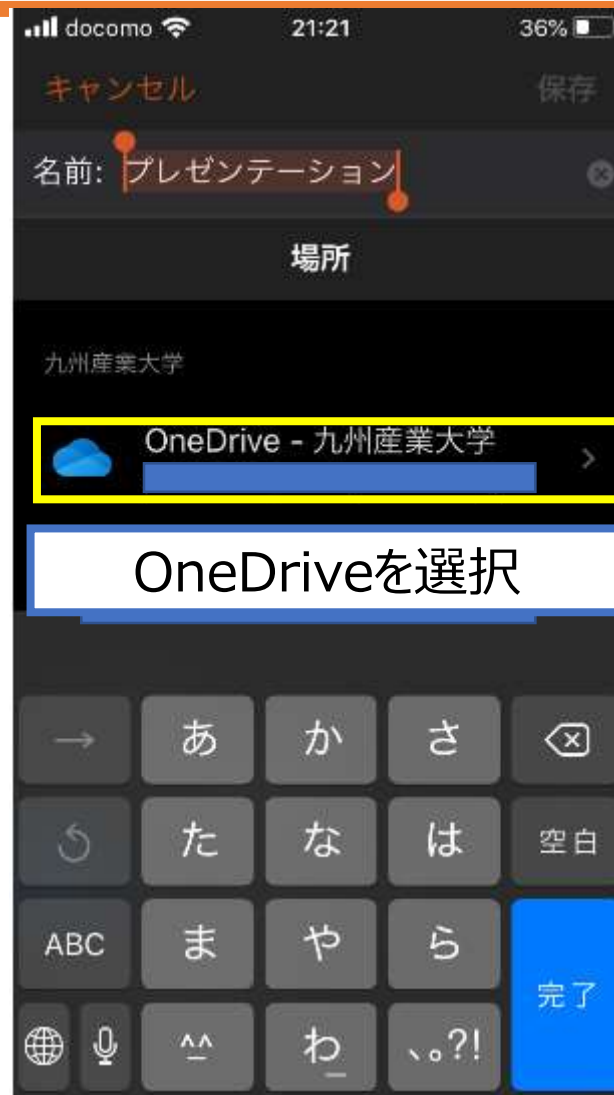 docomo 21:21 36%
キャンセル 保存
名前: プレゼンテーション
場所
九州産業大学
OneDrive - 九州産業大学
OneDriveを選択
→ あ か さ
た な は 空白
ABC ま や ら
完了
^^ わ 、。?!